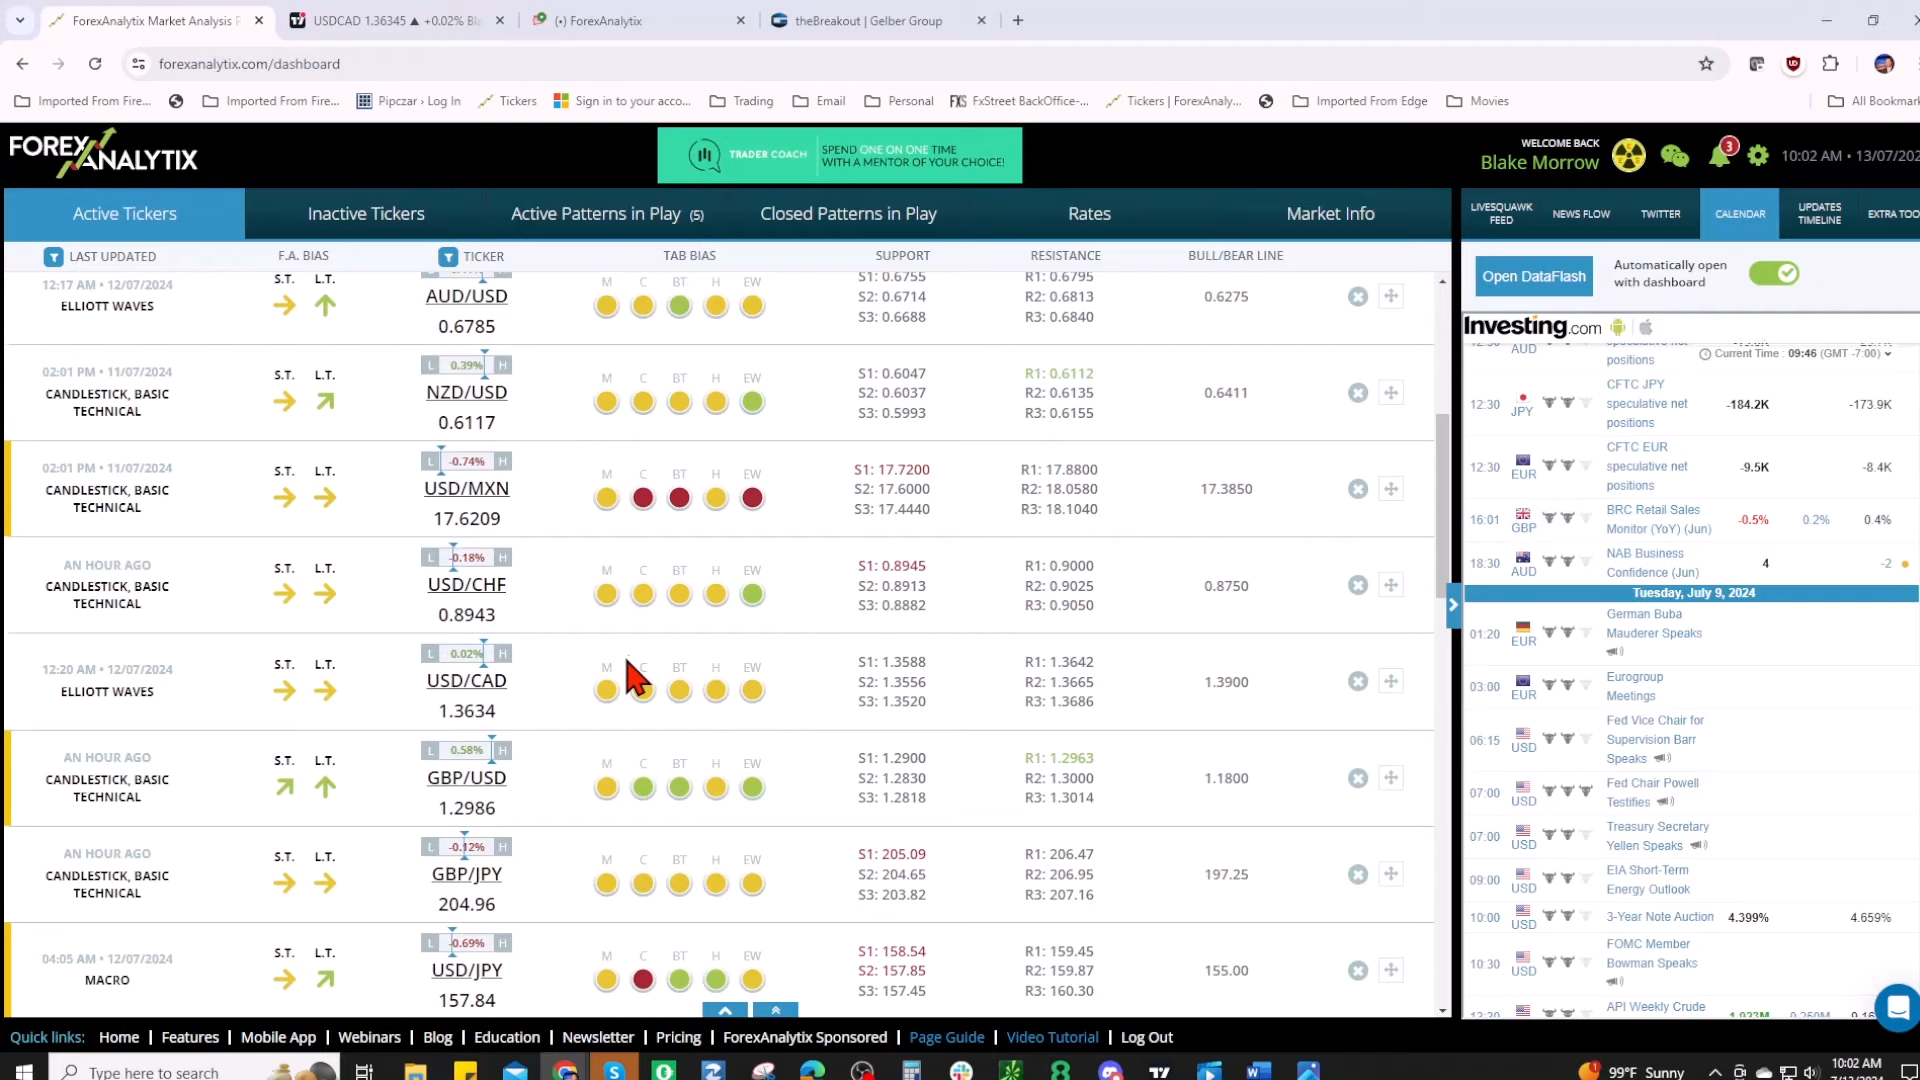 ForexAnalytix Market Analysis
USDCAD 1.36345 ▲ +0.02%
(•) ForexAnalytix
theBreakout | Gelber Group
forexanalytix.com/dashboard
Imported From Fire...
Imported From Fire...
Pipczar › Log In
Tickers
Sign in to your acco...
Trading
Email
Personal
FXS FxStreet BackOffice-...
Tickers | ForexAnaly...
Imported From Edge
Movies
All Bookmar
FOREX ANALYTIX
TRADER COACH
SPEND ONE ON ONE TIME
WITH A MENTOR OF YOUR CHOICE!
WELCOME BACK
Blake Morrow
3
10:02 AM • 13/07/202
Active Tickers
Inactive Tickers
Active Patterns in Play (5)
Closed Patterns in Play
Rates
Market Info
LAST UPDATED F.A. BIAS TICKER TAB BIAS SUPPORT RESISTANCE BULL/BEAR LINE
12:17 AM • 12/07/2024
ELLIOTT WAVES
S.T. L.T.
AUD/USD
0.6785
M C BT H EW
S1: 0.6755
S2: 0.6714
S3: 0.6688
R1: 0.6795
R2: 0.6813
R3: 0.6840
0.6275
02:01 PM • 11/07/2024
CANDLESTICK, BASIC
TECHNICAL
S.T. L.T.
L 0.39% H
NZD/USD
0.6117
M C BT H EW
S1: 0.6047
S2: 0.6037
S3: 0.5993
R1: 0.6112
R2: 0.6135
R3: 0.6155
0.6411
02:01 PM • 11/07/2024
CANDLESTICK, BASIC
TECHNICAL
S.T. L.T.
L -0.74% H
USD/MXN
17.6209
M C BT H EW
S1: 17.7200
S2: 17.6000
S3: 17.4440
R1: 17.8800
R2: 18.0580
R3: 18.1040
17.3850
AN HOUR AGO
CANDLESTICK, BASIC
TECHNICAL
S.T. L.T.
L -0.18% H
USD/CHF
0.8943
M C BT H EW
S1: 0.8945
S2: 0.8913
S3: 0.8882
R1: 0.9000
R2: 0.9025
R3: 0.9050
0.8750
12:20 AM • 12/07/2024
ELLIOTT WAVES
S.T. L.T.
L 0.02% H
USD/CAD
1.3634
M C BT H EW
S1: 1.3588
S2: 1.3556
S3: 1.3520
R1: 1.3642
R2: 1.3665
R3: 1.3686
1.3900
AN HOUR AGO
CANDLESTICK, BASIC
TECHNICAL
S.T. L.T.
L 0.58% H
GBP/USD
1.2986
M C BT H EW
S1: 1.2900
S2: 1.2830
S3: 1.2818
R1: 1.2963
R2: 1.3000
R3: 1.3014
1.1800
AN HOUR AGO
CANDLESTICK, BASIC
TECHNICAL
S.T. L.T.
L -0.12% H
GBP/JPY
204.96
M C BT H EW
S1: 205.09
S2: 204.65
S3: 203.82
R1: 206.47
R2: 206.95
R3: 207.16
197.25
04:05 AM • 12/07/2024
MACRO
S.T. L.T.
L -0.69% H
USD/JPY
157.84
M C BT H EW
S1: 158.54
S2: 157.85
S3: 157.45
R1: 159.45
R2: 159.87
R3: 160.30
155.00
LIVESQUAWK
FEED
NEWS FLOW
TWITTER
CALENDAR
UPDATES
TIMELINE
EXTRA TOO
Open DataFlash
Automatically open
with dashboard
Investing.com
Current Time : 09:46 (GMT -7:00)
AUD
speculative net
positions
12:30 JPY
CFTC JPY
speculative net
positions
-184.2K -173.9K
12:30 EUR
CFTC EUR
speculative net
positions
-9.5K -8.4K
16:01 GBP
BRC Retail Sales
Monitor (YoY) (Jun)
-0.5% 0.2% 0.4%
18:30 AUD
NAB Business
Confidence (Jun)
4 -2
Tuesday, July 9, 2024
01:20 EUR
German Buba
Mauderer Speaks
03:00 EUR
Eurogroup
Meetings
06:15 USD
Fed Vice Chair for
Supervision Barr
Speaks
07:00 USD
Fed Chair Powell
Testifies
07:00 USD
Treasury Secretary
Yellen Speaks
09:00 USD
EIA Short-Term
Energy Outlook
10:00 USD
3-Year Note Auction 4.399% 4.659%
10:30 USD
FOMC Member
Bowman Speaks
API Weekly Crude
Quick links: Home | Features | Mobile App | Webinars | Blog | Education | Newsletter | Pricing | ForexAnalytix Sponsored | Page Guide | Video Tutorial | Log Out
Type here to search
99°F Sunny
10:02 AM